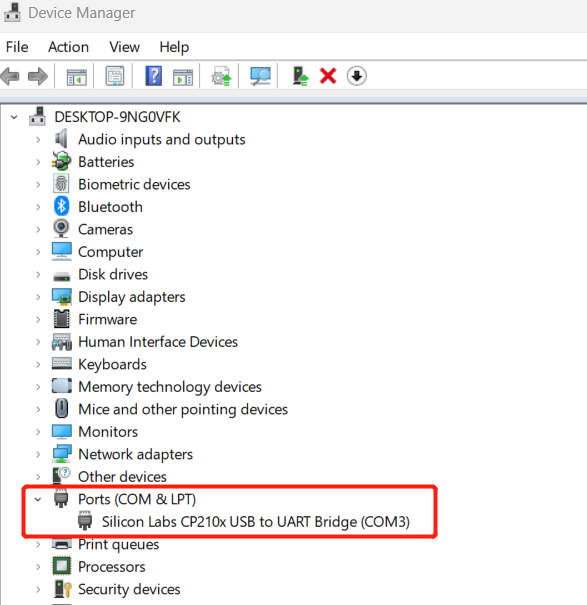 Device Manager
File Action View Help
DESKTOP-9NG0VFK
Audio inputs and outputs
Batteries
Biometric devices
Bluetooth
Cameras
Computer
Disk drives
Display adapters
Firmware
Human Interface Devices
Keyboards
Memory technology devices
Mice and other pointing devices
Monitors
Network adapters
Other devices
Ports (COM & LPT)
Silicon Labs CP210x USB to UART Bridge (COM3)
Print queues
Processors
Security devices